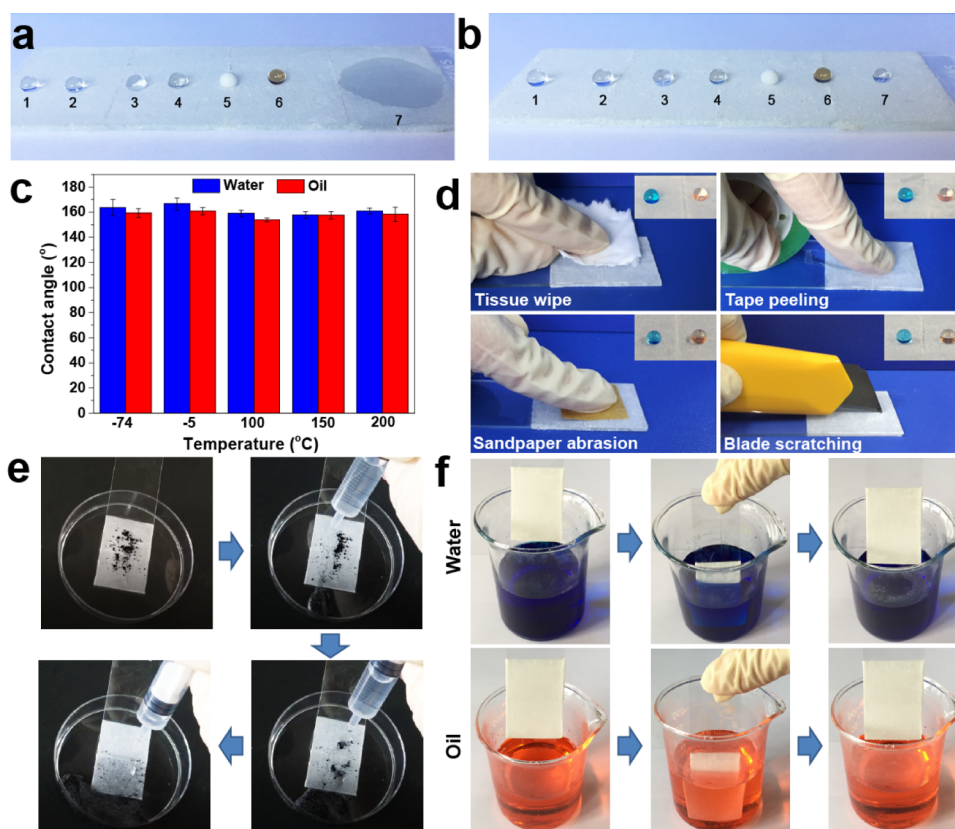 a
1 2 3 4 5 6 7
b
1 2 3 4 5 6 7
c
Water Oil
180
160
140
120
100
80
60
40
20
0
Contact angle (°)
-74 -5 100 150 200
Temperature (°C)
d
Tissue wipe
Tape peeling
Sandpaper abrasion
Blade scratching
e
f
Water
Oil